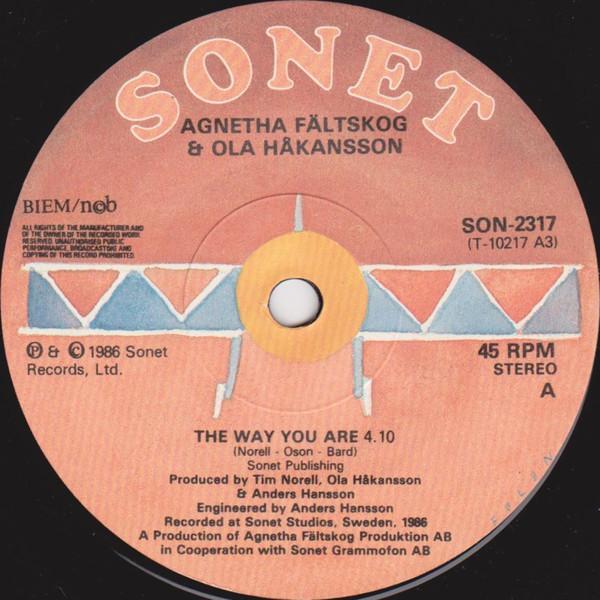 SONET
AGNETHA FÄLTSKOG
& OLA HÅKANSSON
BIEM/ncb
ALL RIGHTS OF THE MANUFACTURER AND
OF THE OWNER OF THE RECORDED WORK
RESERVED. UNAUTHORISED PUBLIC
PERFORMANCE, BROADCASTING AND
COPYING OF THIS RECORD PROHIBITED.
SON-2317
(T-10217 A3)
℗ & © 1986 Sonet
Records, Ltd.
45 RPM
STEREO
A
THE WAY YOU ARE 4.10
(Norell - Oson - Bard)
Sonet Publishing
Produced by Tim Norell, Ola Håkansson
& Anders Hansson
Engineered by Anders Hansson
Recorded at Sonet Studios, Sweden, 1986
A Production of Agnetha Fältskog Produktion AB
in Cooperation with Sonet Grammofon AB